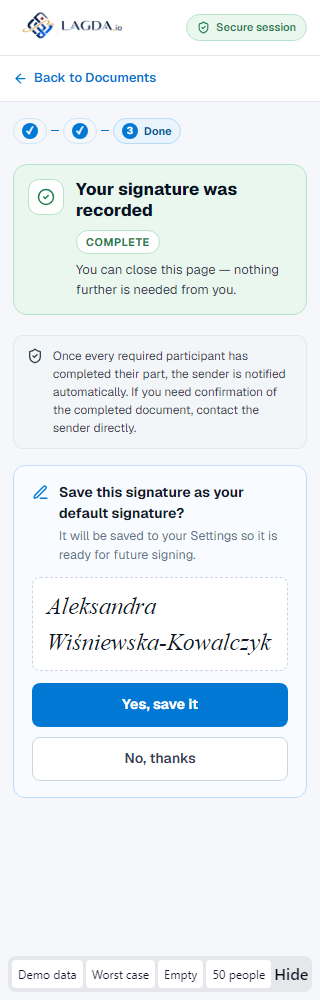 LAGDA.io
Secure session
Back to Documents
3 Done
Your signature was
recorded
COMPLETE
You can close this page — nothing
further is needed from you.
Once every required participant has
completed their part, the sender is notified
automatically. If you need confirmation of
the completed document, contact the
sender directly.
Save this signature as your
default signature?
It will be saved to your Settings so it is
ready for future signing.
Aleksandra
Wiśniewska-Kowalczyk
Yes, save it
No, thanks
Demo data Worst case Empty 50 people Hide